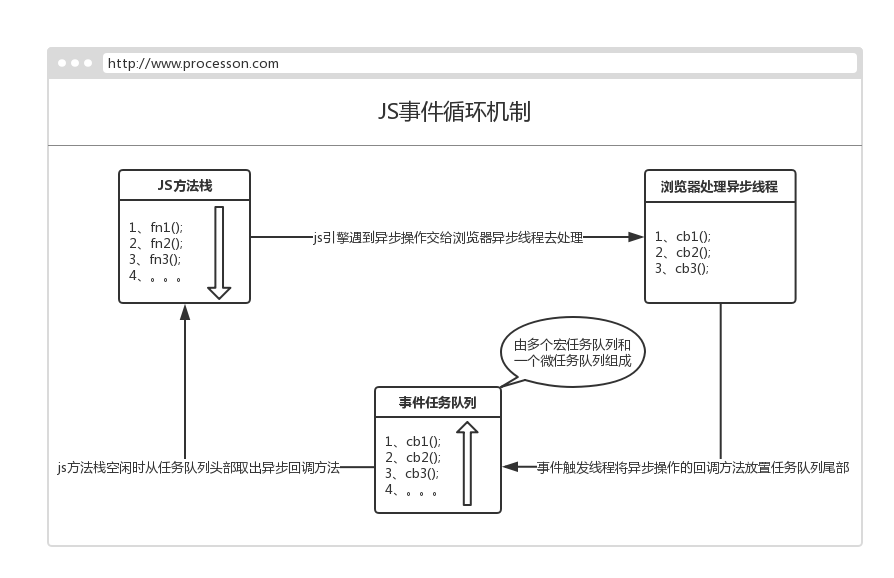 http://www.processon.com
JS事件循环机制
JS方法栈
1、fn1();
2、fn2();
3、fn3();
4、。。。
js引擎遇到异步操作交给浏览器异步线程去处理
浏览器处理异步线程
1、cb1();
2、cb2();
3、cb3();
由多个宏任务队列和
一个微任务队列组成
事件任务队列
1、cb1();
2、cb2();
3、cb3();
4、。。。
js方法栈空闲时从任务队列头部取出异步回调方法
事件触发线程将异步操作的回调方法放置任务队列尾部